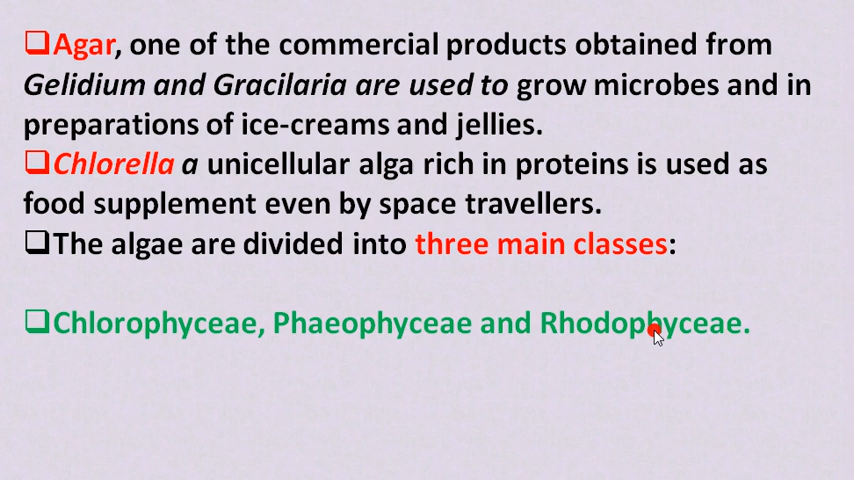 ❑Agar, one of the commercial products obtained from
Gelidium and Gracilaria are used to grow microbes and in
preparations of ice-creams and jellies.
❑Chlorella a unicellular alga rich in proteins is used as
food supplement even by space travellers.
❑The algae are divided into three main classes:
❑Chlorophyceae, Phaeophyceae and Rhodophyceae.